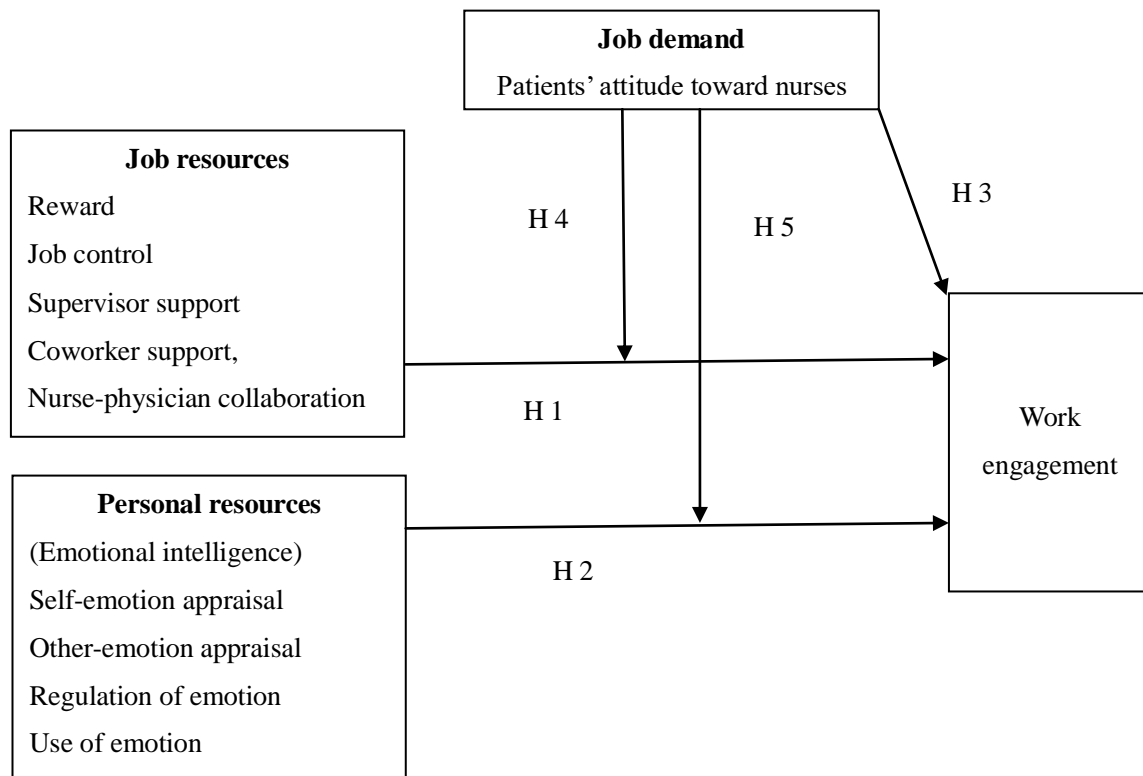 Job demand
Patients’ attitude toward nurses
Job resources
Reward
Job control
Supervisor support
Coworker support,
Nurse-physician collaboration
H 4
H 5
H 3
H 1
Work
engagement
Personal resources
(Emotional intelligence)
Self-emotion appraisal
Other-emotion appraisal
Regulation of emotion
Use of emotion
H 2